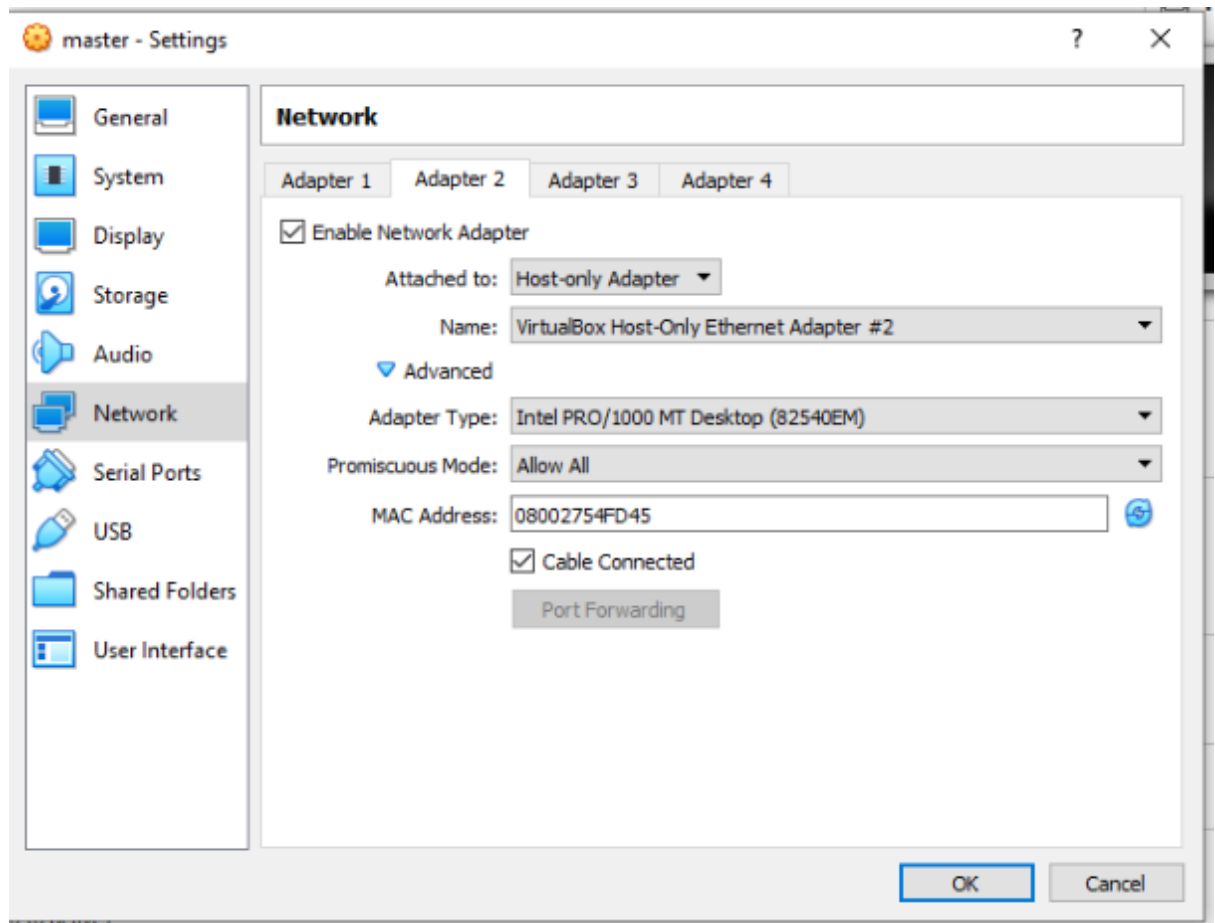 master - Settings
?
General
System
Display
Storage
Audio
Network
Serial Ports
USB
Shared Folders
User Interface
Network
Adapter 1 Adapter 2 Adapter 3 Adapter 4
Enable Network Adapter
Attached to: Host-only Adapter
Name: VirtualBox Host-Only Ethernet Adapter #2
Advanced
Adapter Type: Intel PRO/1000 MT Desktop (82540EM)
Promiscuous Mode: Allow All
MAC Address: 08002754FD45
Cable Connected
Port Forwarding
OK Cancel